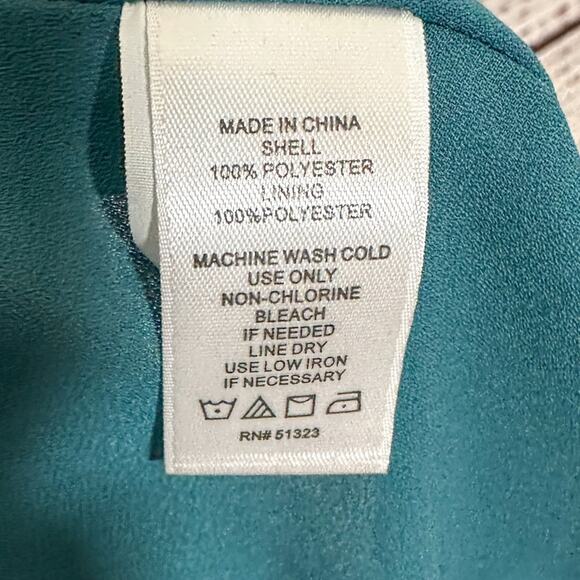 MADE IN CHINA
SHELL
100% POLYESTER
LINING
100%POLYESTER
MACHINE WASH COLD
USE ONLY
NON-CHLORINE
BLEACH
IF NEEDED
LINE DRY
USE LOW IRON
IF NECESSARY
RN# 51323